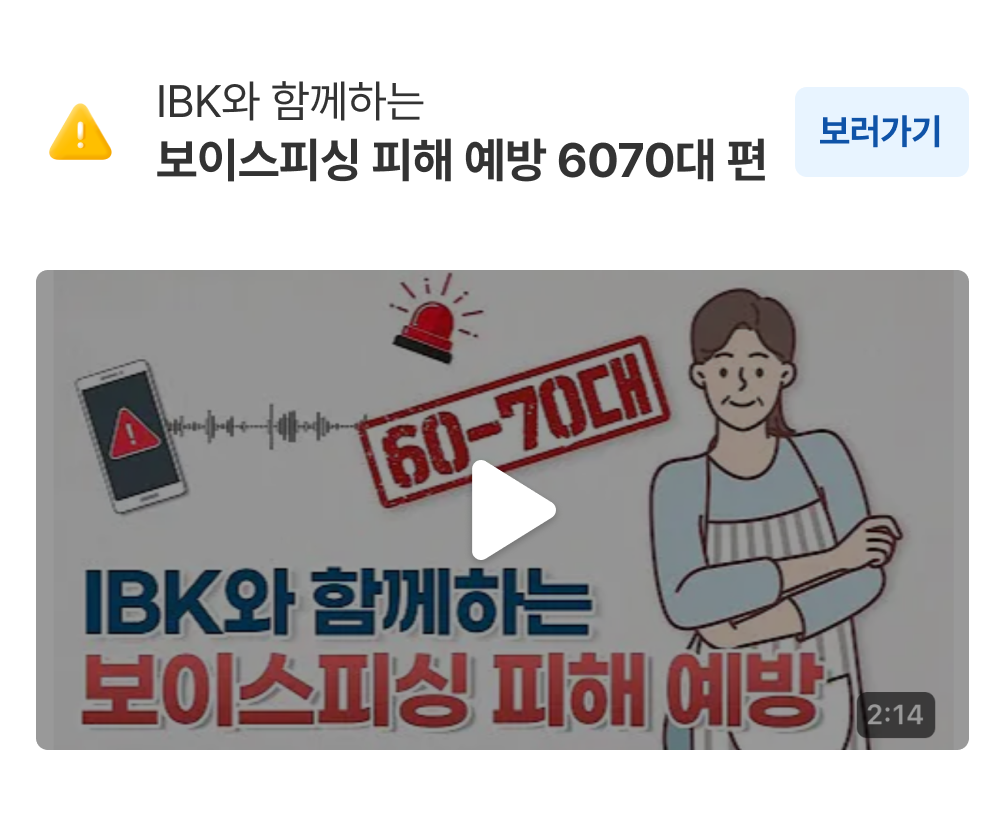 IBK와 함께하는
보이스피싱 피해 예방 6070대 편
보러가기
60-70대
IBK와 함께하는
보이스피싱 피해 예방
2:14